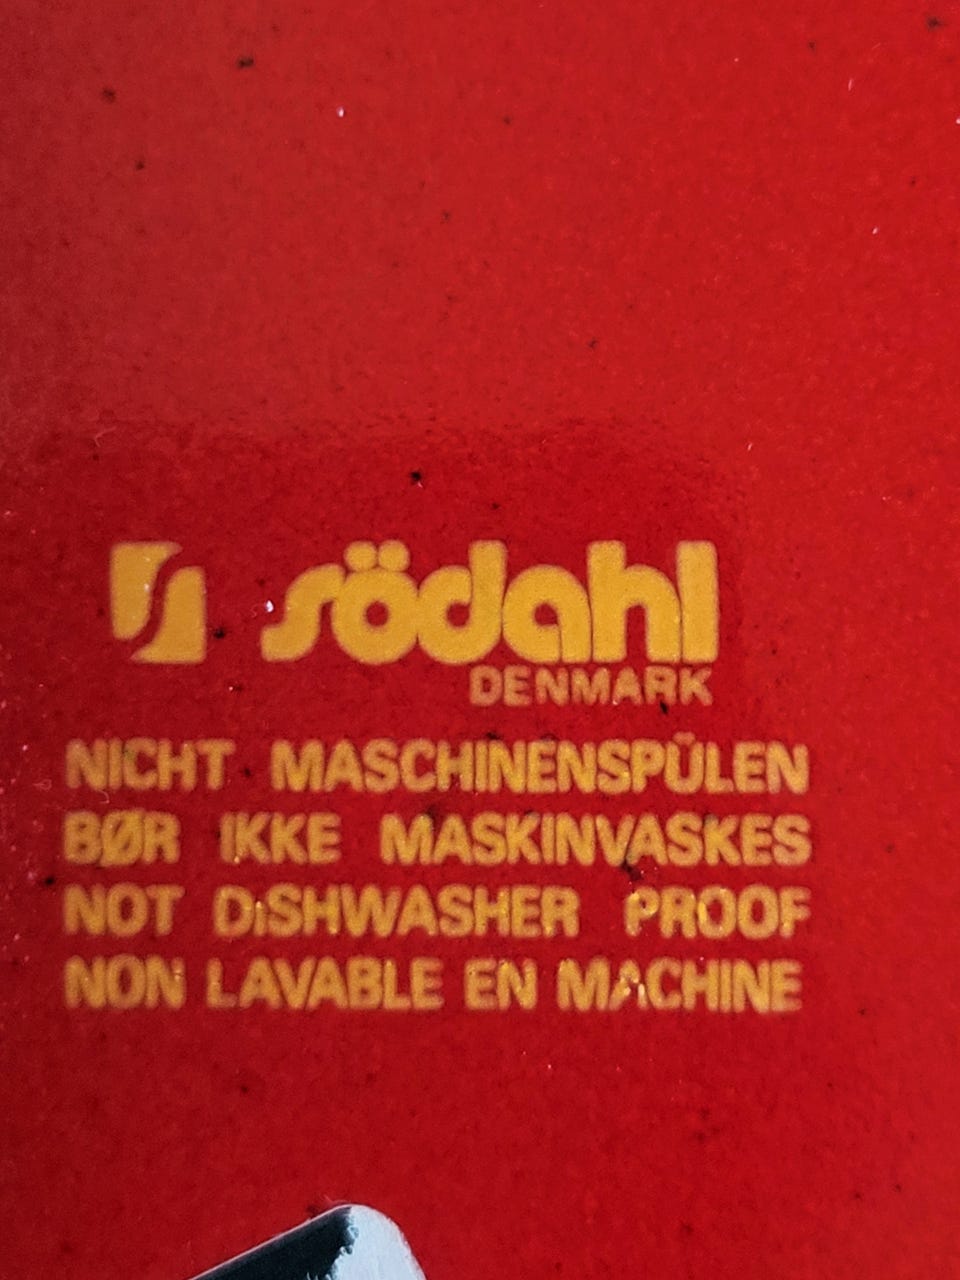 södahl
DENMARK
NICHT MASCHINENSPÜLEN
BØR IKKE MASKINVASKES
NOT DiSHWASHER PROOF
NON LAVABLE EN MACHINE